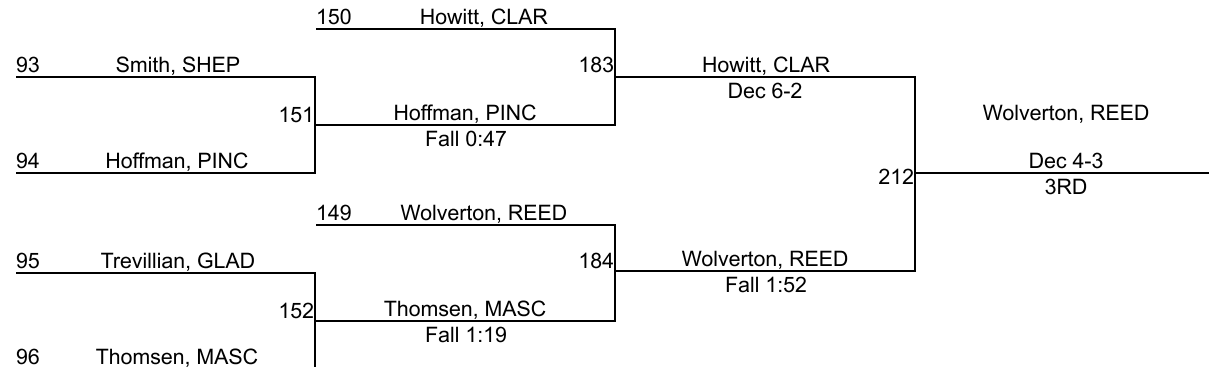 150 Howitt, CLAR
93 Smith, SHEP
183 Howitt, CLAR
Dec 6-2
151 Hoffman, PINC
Fall 0:47
Wolverton, REED
94 Hoffman, PINC
Dec 4-3
212
3RD
149 Wolverton, REED
95 Trevillian, GLAD
184 Wolverton, REED
Fall 1:52
152 Thomsen, MASC
Fall 1:19
96 Thomsen, MASC